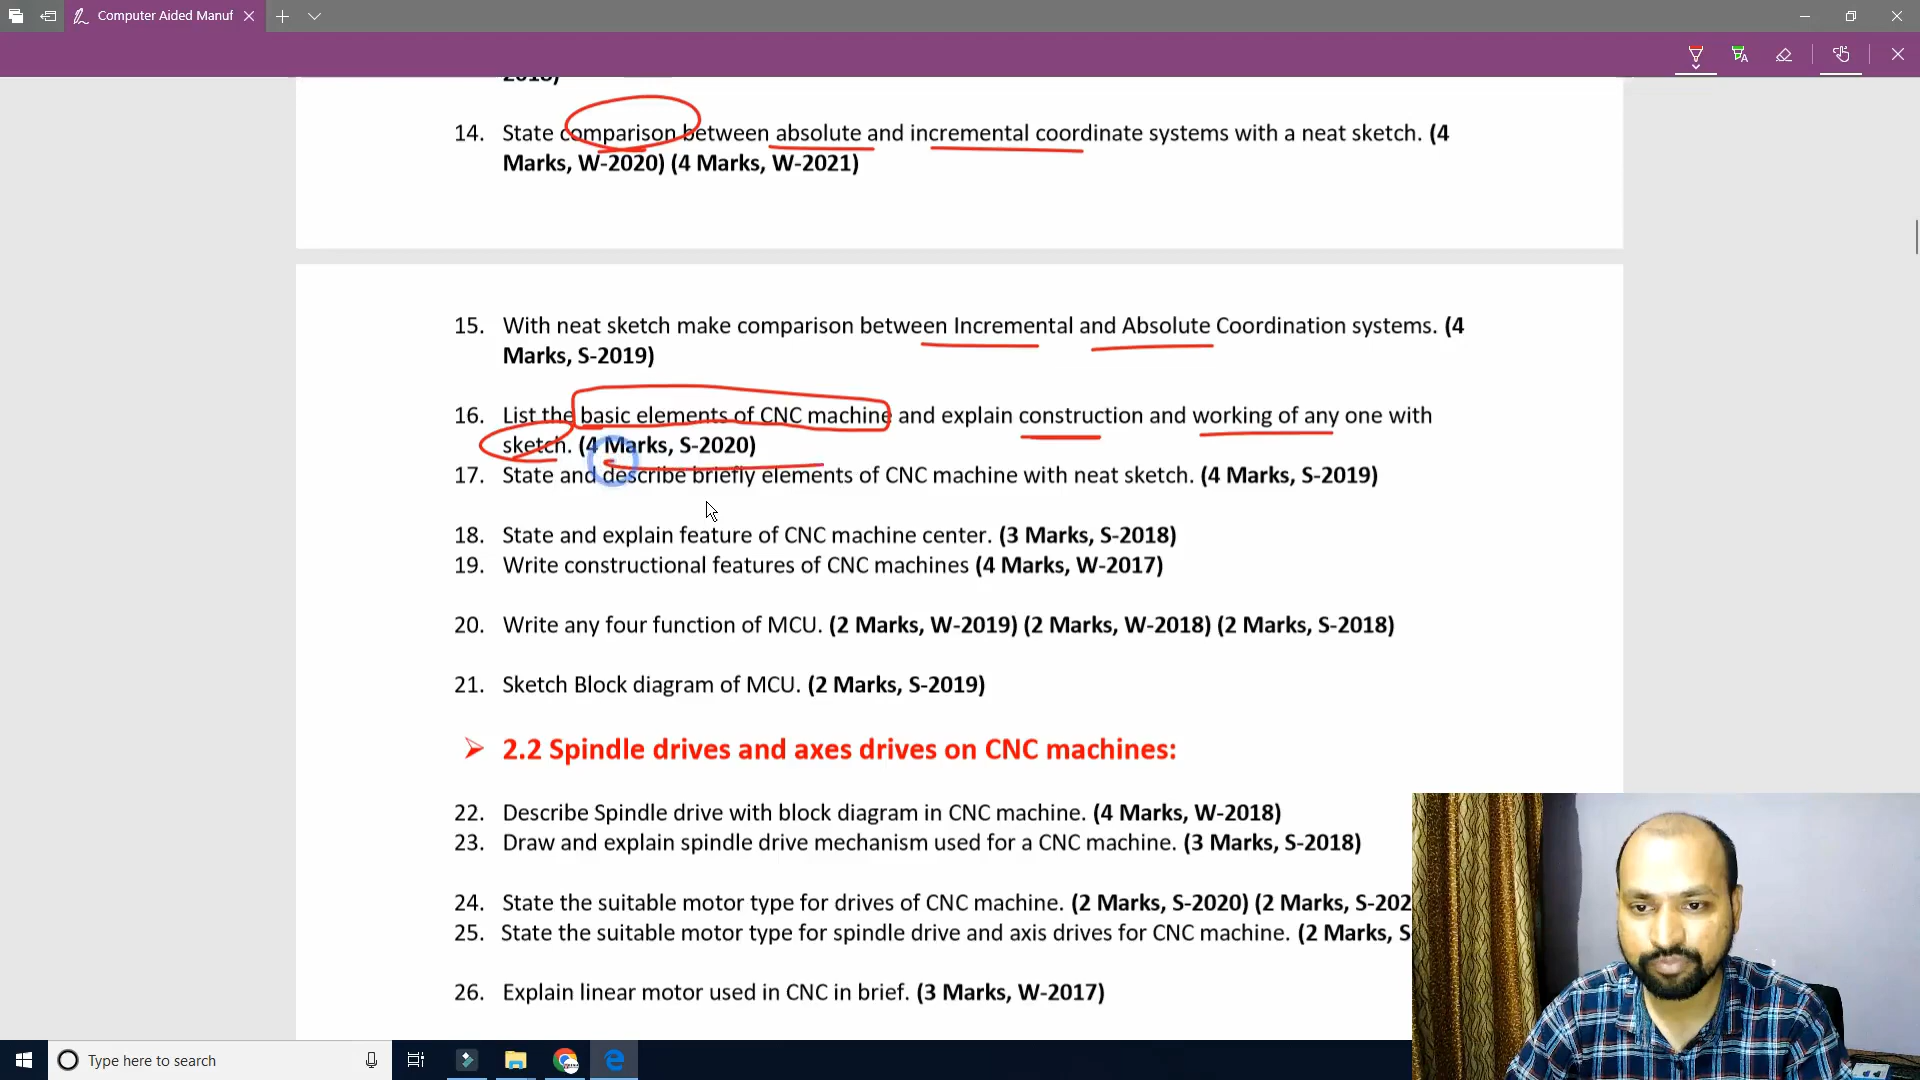 Computer Aided Manuf
14. State comparison between absolute and incremental coordinate systems with a neat sketch. (4
Marks, W-2020) (4 Marks, W-2021)
15. With neat sketch make comparison between Incremental and Absolute Coordination systems. (4
Marks, S-2019)
16. List the basic elements of CNC machine and explain construction and working of any one with
sketch. (4 Marks, S-2020)
17. State and describe briefly elements of CNC machine with neat sketch. (4 Marks, S-2019)
18. State and explain feature of CNC machine center. (3 Marks, S-2018)
19. Write constructional features of CNC machines (4 Marks, W-2017)
20. Write any four function of MCU. (2 Marks, W-2019) (2 Marks, W-2018) (2 Marks, S-2018)
21. Sketch Block diagram of MCU. (2 Marks, S-2019)
2.2 Spindle drives and axes drives on CNC machines:
22. Describe Spindle drive with block diagram in CNC machine. (4 Marks, W-2018)
23. Draw and explain spindle drive mechanism used for a CNC machine. (3 Marks, S-2018)
24. State the suitable motor type for drives of CNC machine. (2 Marks, S-2020) (2 Marks, S-202
25. State the suitable motor type for spindle drive and axis drives for CNC machine. (2 Marks, S
26. Explain linear motor used in CNC in brief. (3 Marks, W-2017)
Type here to search